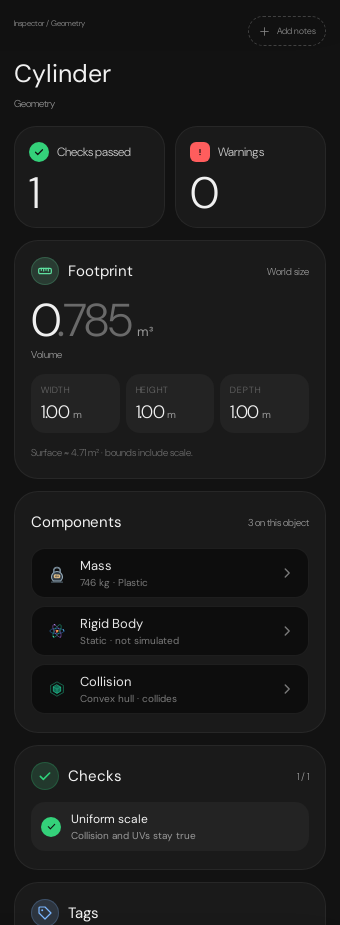 Inspector / Geometry
Add notes
Cylinder
Geometry
Checks passed
1
Warnings
0
Footprint
World size
0.785 m³
Volume
WIDTH
1.00 m
HEIGHT
1.00 m
DEPTH
1.00 m
Surface ≈ 4.71 m² · bounds include scale.
Components
3 on this object
Mass
746 kg · Plastic
Rigid Body
Static · not simulated
Collision
Convex hull · collides
Checks
1 / 1
Uniform scale
Collision and UVs stay true
Tags